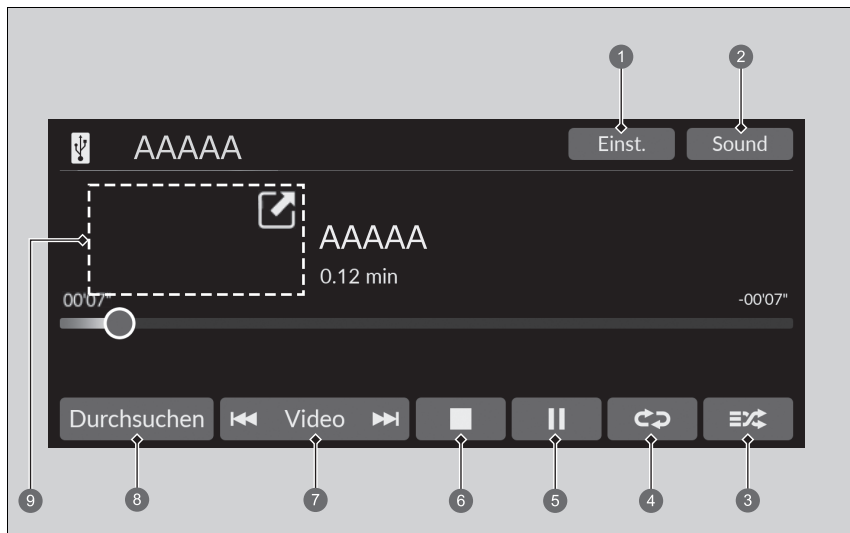 1 2
AAAAA Einst. Sound
AAAAA
0.12 min
00'07" -00'07"
Durchsuchen Video
9 8 7 6 5 4 3